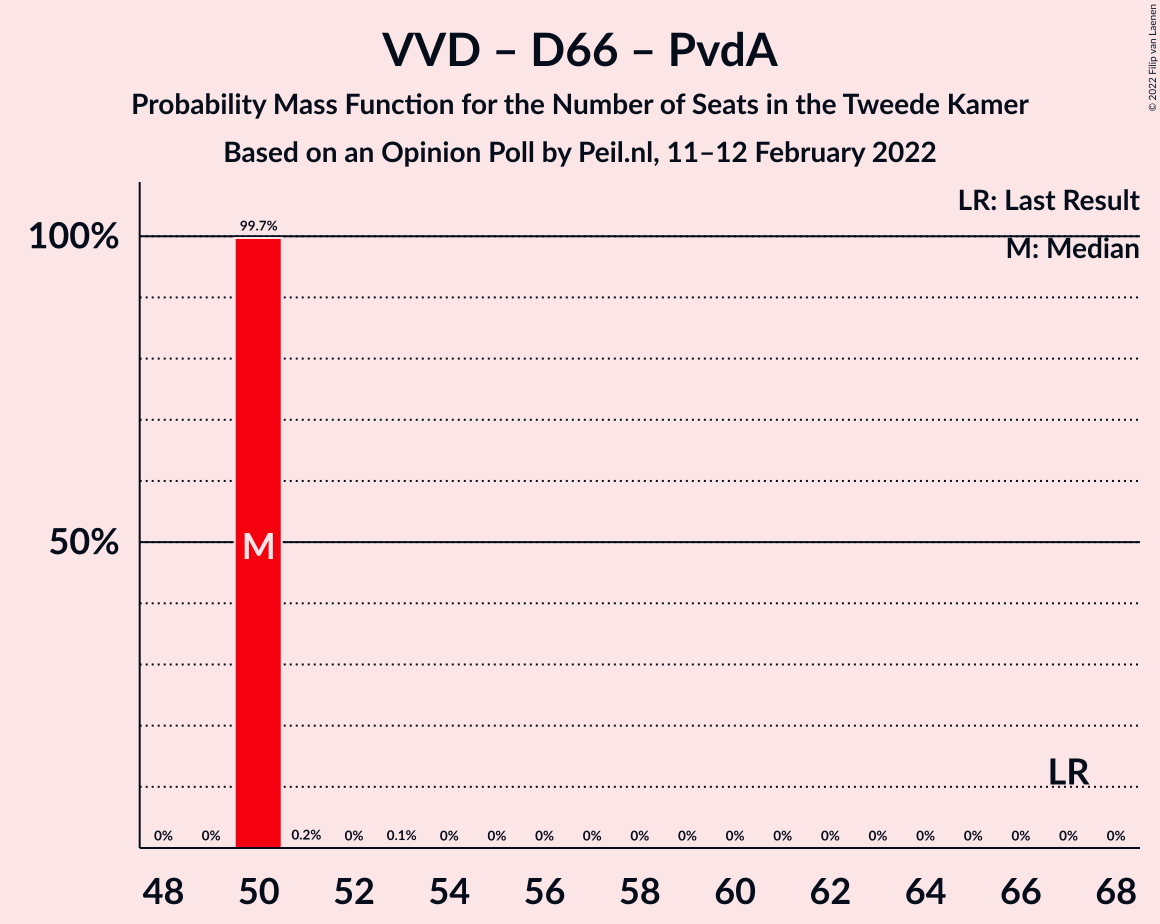 VVD – D66 – PvdA
Probability Mass Function for the Number of Seats in the Tweede Kamer
Based on an Opinion Poll by Peil.nl, 11–12 February 2022
© 2022 Filip van Laenen
LR: Last Result
M: Median
100%
50%
99.7%
M
LR
0% 0% 0.2% 0% 0.1% 0% 0% 0% 0% 0% 0% 0% 0% 0% 0% 0% 0% 0% 0% 0%
48 50 52 54 56 58 60 62 64 66 68